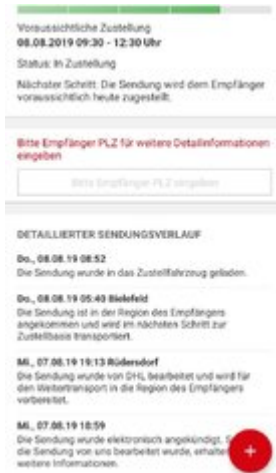 Voraussichtliche Zustellung
08.08.2019 09:30 - 12:30 Uhr
Status: In Zustellung
Nächster Schritt: Die Sendung wird dem Empfänger
voraussichtlich heute zugestellt.
Bitte Empfänger PLZ für weitere Detailinformationen
eingeben
Bitte Empfänger PLZ eingeben
DETAILLIERTER SENDUNGSVERLAUF
Do., 08.08.19 08:52
Die Sendung wurde in das Zustellfahrzeug geladen.
Do., 08.08.19 05:40 Bielefeld
Die Sendung ist in der Region des Empfängers
angekommen und wird im nächsten Schritt zur
Zustellbasis transportiert.
Mi., 07.08.19 19:13 Rüdersdorf
Die Sendung wurde von DHL bearbeitet und wird für
den Weitertransport in die Region des Empfängers
vorbereitet.
Mi., 07.08.19 18:59
Die Sendung wurde elektronisch angekündigt.
die Sendung von uns bearbeitet wurde, erhalten
weitere Informationen.